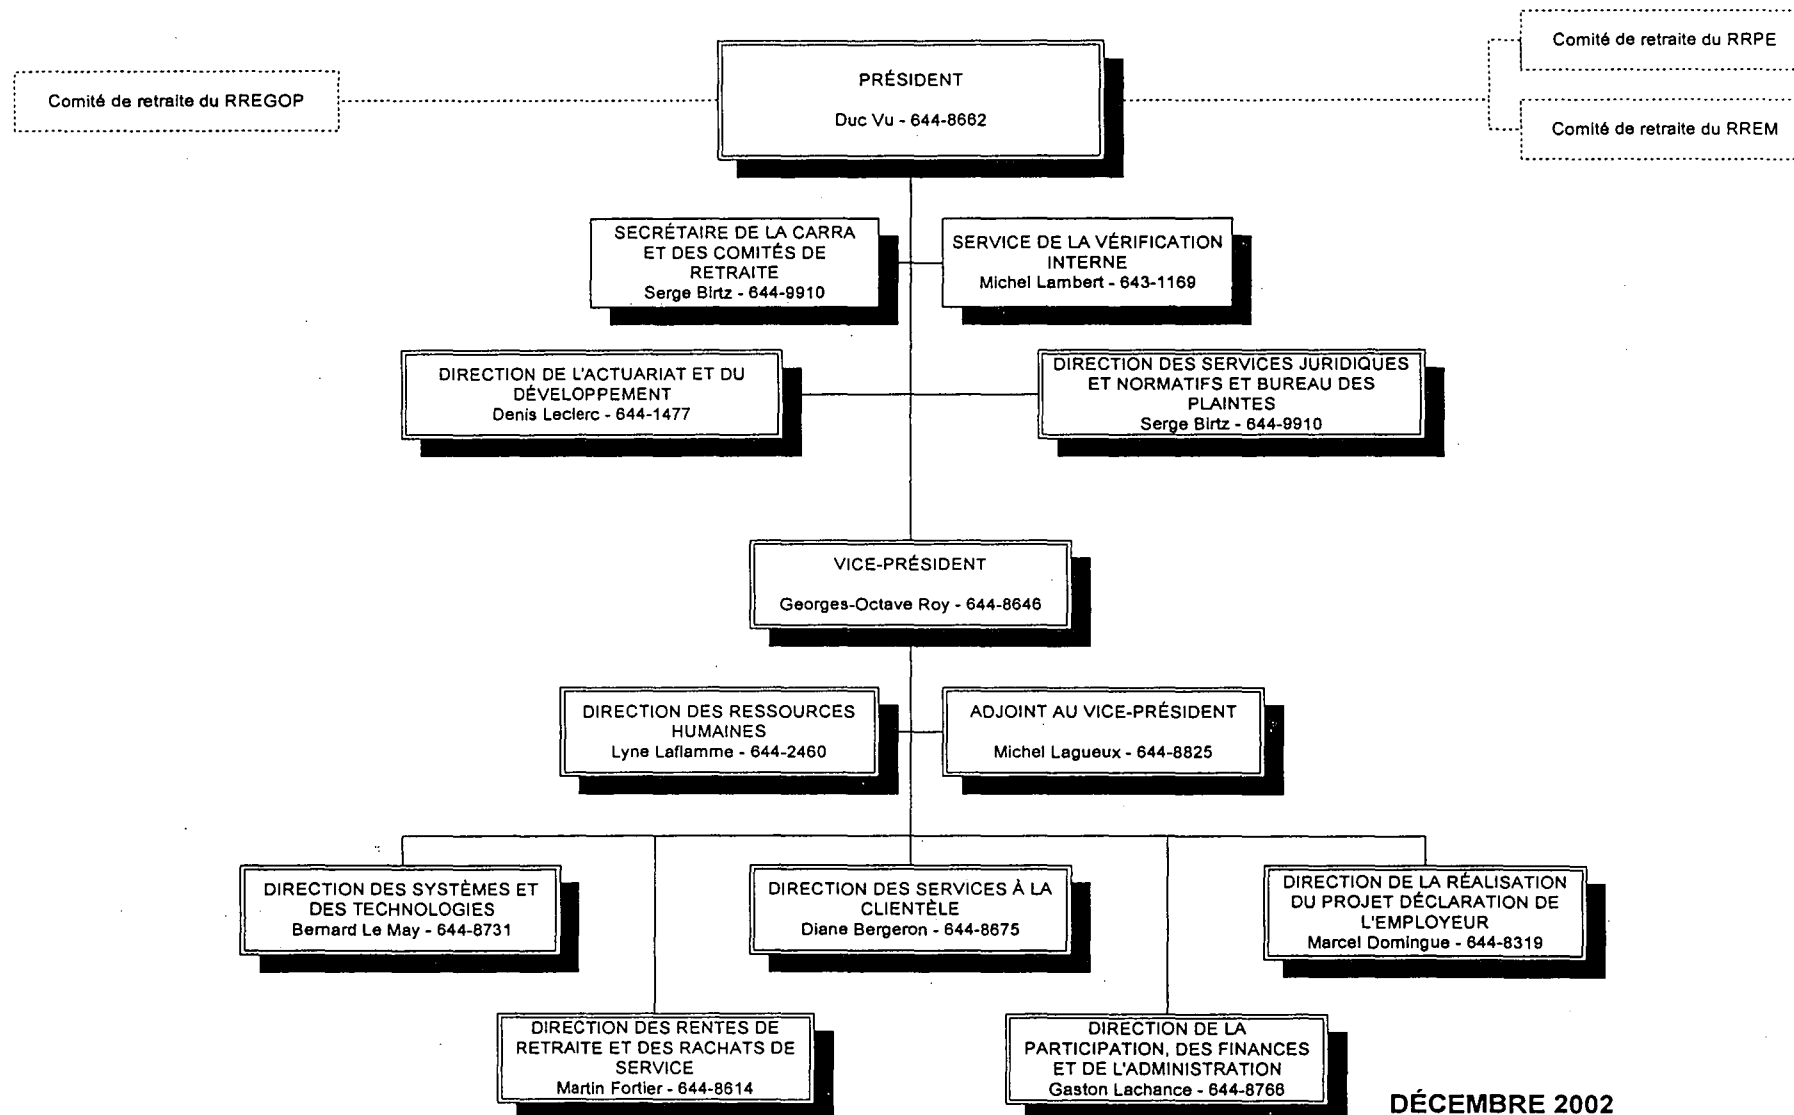 Comité de retraite du RREGOP
PRÉSIDENT
Duc Vu - 644-8662
Comité de retraite du RRPE
Comité de retraite du RREM
SECRÉTAIRE DE LA CARRA
ET DES COMITÉS DE
RETRAITE
Serge Birtz - 644-9910
SERVICE DE LA VÉRIFICATION
INTERNE
Michel Lambert - 643-1169
DIRECTION DE L'ACTUARIAT ET DU
DÉVELOPPEMENT
Denis Leclerc - 644-1477
DIRECTION DES SERVICES JURIDIQUES
ET NORMATIFS ET BUREAU DES
PLAINTES
Serge Birtz - 644-9910
VICE-PRÉSIDENT
Georges-Octave Roy - 644-8646
DIRECTION DES RESSOURCES
HUMAINES
Lyne Laflamme - 644-2460
ADJOINT AU VICE-PRÉSIDENT
Michel Lagueux - 644-8825
DIRECTION DES SYSTÈMES ET
DES TECHNOLOGIES
Bernard Le May - 644-8731
DIRECTION DES SERVICES À LA
CLIENTÈLE
Diane Bergeron - 644-8675
DIRECTION DE LA RÉALISATION
DU PROJET DÉCLARATION DE
L'EMPLOYEUR
Marcel Domingue - 644-8319
DIRECTION DES RENTES DE
RETRAITE ET DES RACHATS DE
SERVICE
Martin Fortier - 644-8614
DIRECTION DE LA
PARTICIPATION, DES FINANCES
ET DE L'ADMINISTRATION
Gaston Lachance - 644-8766
DÉCEMBRE 2002